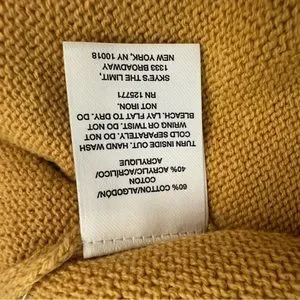 60% COTTON/ALGODÓN/
COTON
40% ACRYLIC/ACRÍLICO/
ACRYLIQUE
TURN INSIDE OUT. HAND WASH
COLD SEPARATELY. DO NOT
WRING OR TWIST. DO NOT
BLEACH. LAY FLAT TO DRY. DO
NOT IRON.
RN 125771
SKYE'S THE LIMIT,
1333 BROADWAY
NEW YORK, NY 10018